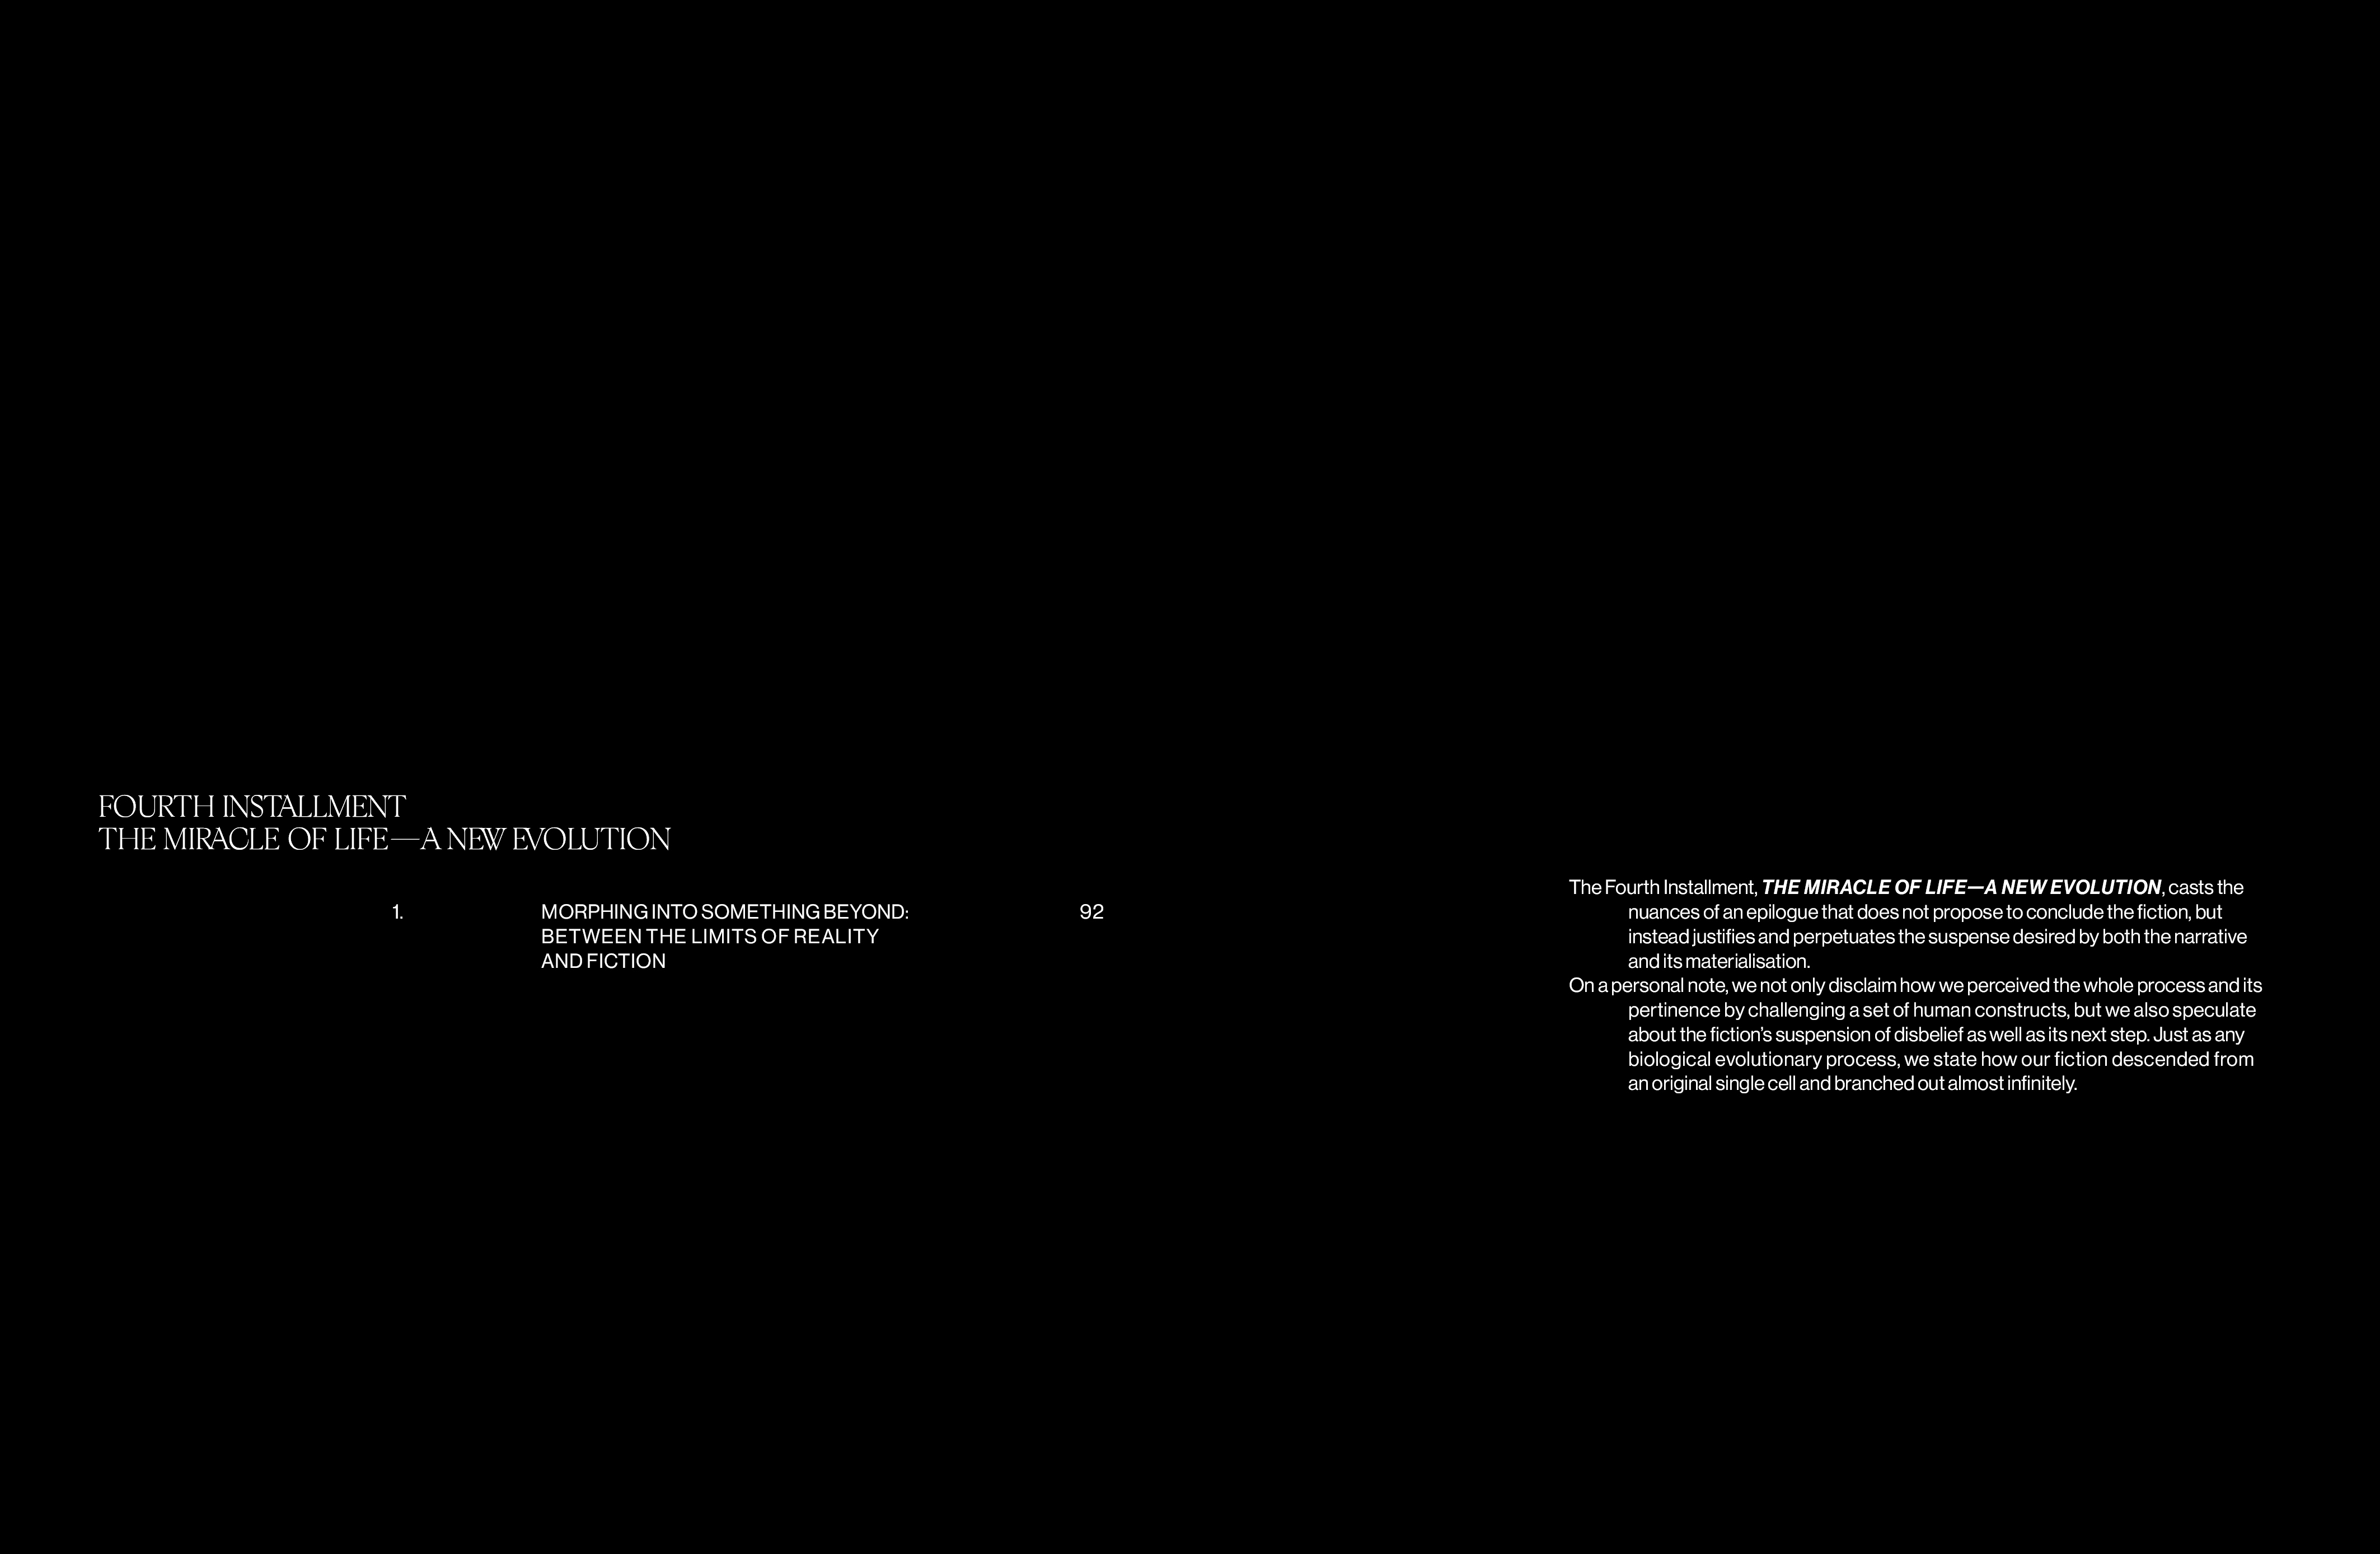 FOURTH INSTALLMENT
THE MIRACLE OF LIFE—A NEW EVOLUTION
1. MORPHING INTO SOMETHING BEYOND: 92
BETWEEN THE LIMITS OF REALITY
AND FICTION
The Fourth Installment, THE MIRACLE OF LIFE—A NEW EVOLUTION, casts the
nuances of an epilogue that does not propose to conclude the fiction, but
instead justifies and perpetuates the suspense desired by both the narrative
and its materialisation.
On a personal note, we not only disclaim how we perceived the whole process and its
pertinence by challenging a set of human constructs, but we also speculate
about the fiction’s suspension of disbelief as well as its next step. Just as any
biological evolutionary process, we state how our fiction descended from
an original single cell and branched out almost infinitely.